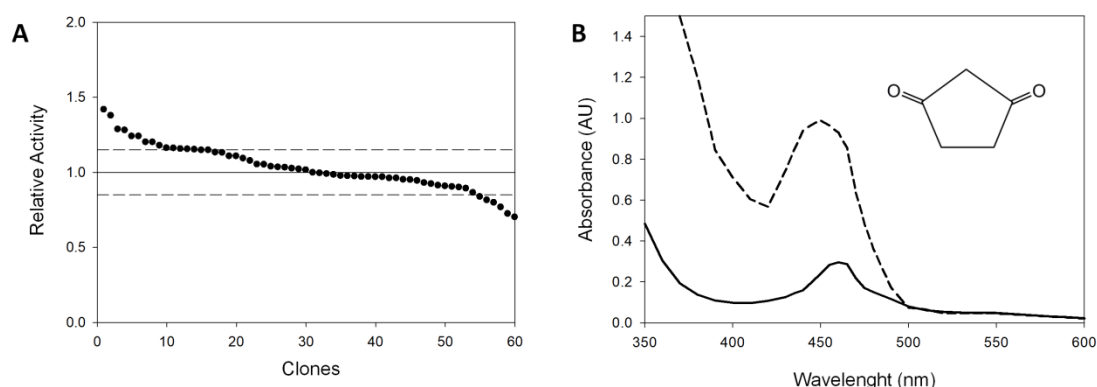 A
2.0
1.5
1.0
0.5
0.0
0 10 20 30 40 50 60
Relative Activity
Clones
B
1.4
1.2
1.0
0.8
0.6
0.4
0.2
0.0
350 400 450 500 550 600
Absorbance (AU)
Wavelenght (nm)
O O